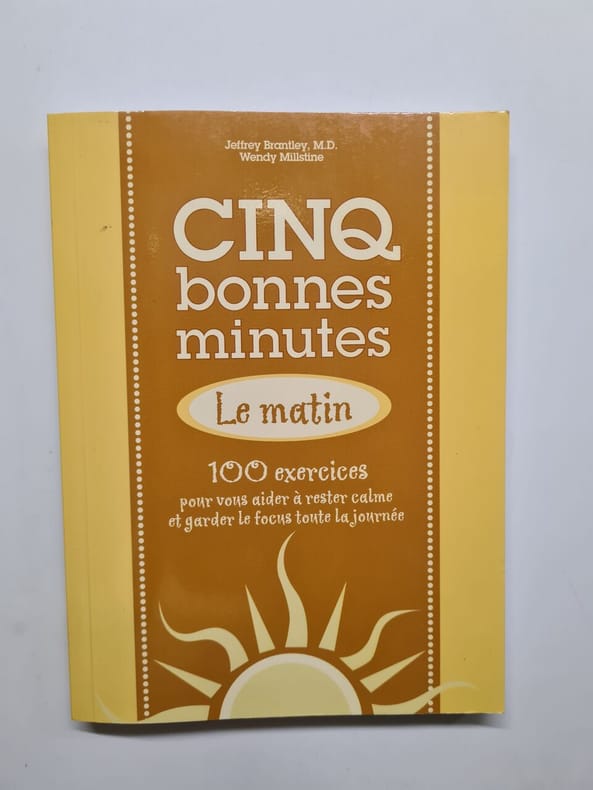 Jeffrey Brantley, M.D.
Wendy Millstine
CINQ
bonnes
minutes
Le matin
100 exercices
pour vous aider à rester calme
et garder le focus toute la journée